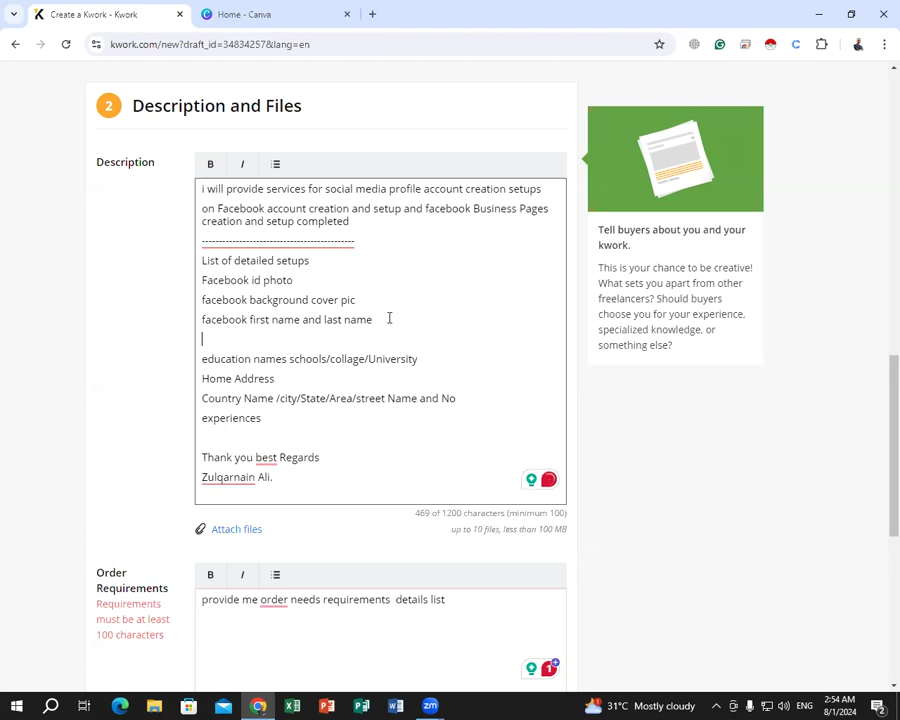 Create a Kwork - Kwork
Home - Canva
kwork.com/new?draft_id=34834257&lang=en
2 Description and Files
Description
B I
i will provide services for social media profile account creation setups
on Facebook account creation and setup and facebook Business Pages
creation and setup completed
---------------------------------------------
List of detailed setups
Facebook id photo
facebook background cover pic
facebook first name and last name
education names schools/collage/University
Home Address
Country Name /city/State/Area/street Name and No
experiences
Thank you best Regards
Zulqarnain Ali.
469 of 1200 characters (minimum 100)
Attach files
up to 10 files, less than 100 MB
Tell buyers about you and your
kwork.
This is your chance to be creative!
What sets you apart from other
freelancers? Should buyers
choose you for your experience,
specialized knowledge, or
something else?
Order
Requirements
Requirements
must be at least
100 characters
B I
provide me order needs requirements  details list
1
31°C Mostly cloudy
ENG
2:54 AM
8/1/2024
2